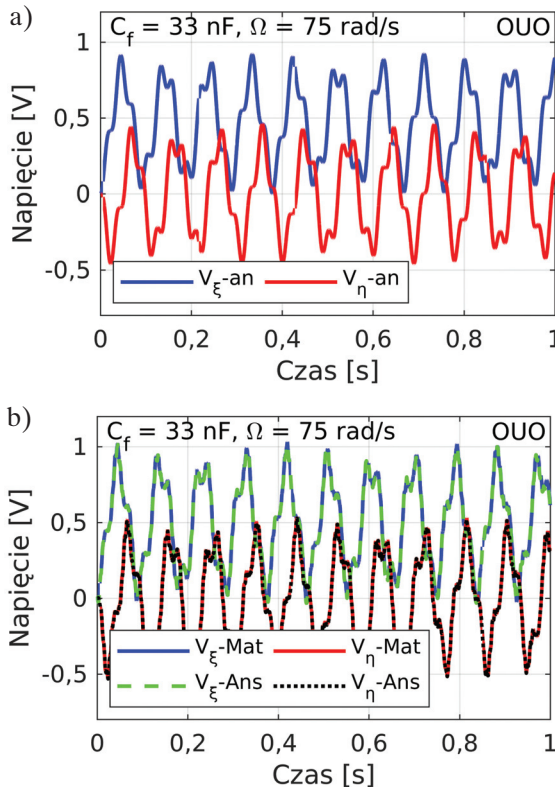 a)
C_f = 33 nF, Ω = 75 rad/s OUO
Napięcie [V]
1
0,5
0
-0,5
V_ξ-an V_η-an
0 0,2 0,4 0,6 0,8 1
Czas [s]
b)
C_f = 33 nF, Ω = 75 rad/s OUO
Napięcie [V]
1
0,5
0
-0,5
V_ξ-Mat V_η-Mat
V_ξ-Ans V_η-Ans
0 0,2 0,4 0,6 0,8 1
Czas [s]